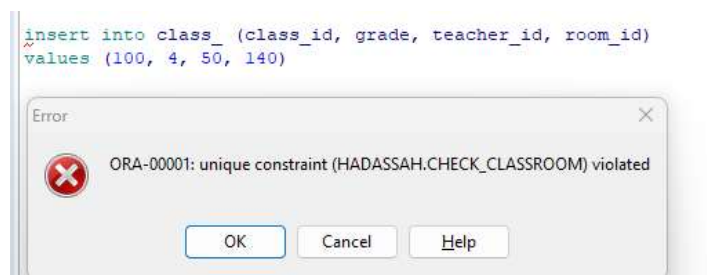 insert into class_ (class_id, grade, teacher_id, room_id)
values (100, 4, 50, 140)
Error
ORA-00001: unique constraint (HADASSAH.CHECK_CLASSROOM) violated
OK Cancel Help